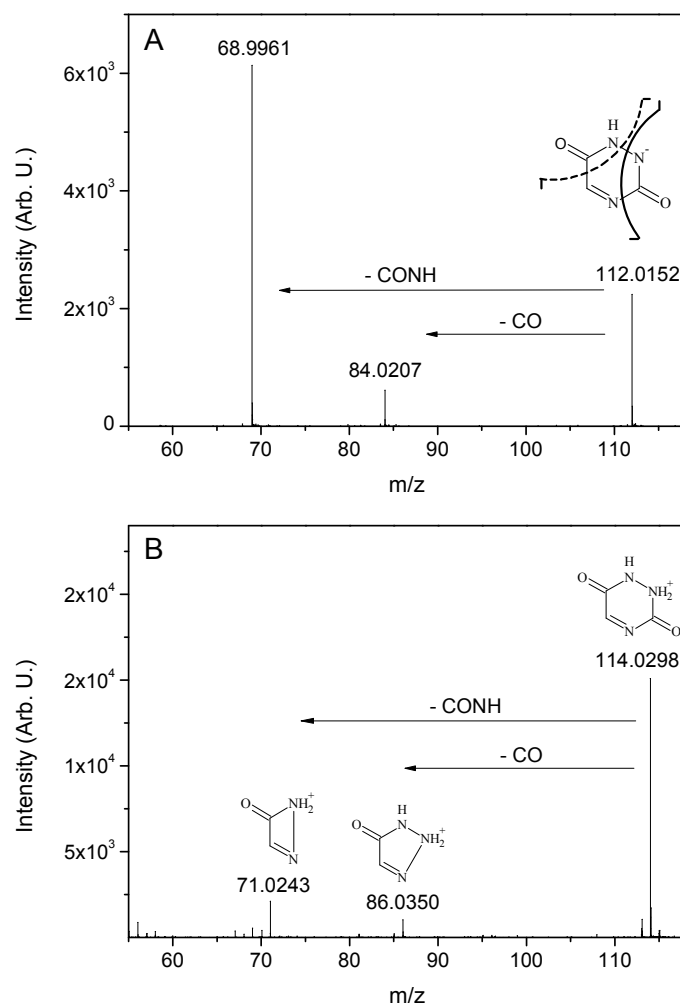 A
68.9961
6x10³
H
O
N
N⁻
N
O
4x10³
Intensity (Arb. U.)
112.0152
- CONH
2x10³
- CO
84.0207
0
60 70 80 90 100 110
m/z
B
H
O
N
NH₂⁺
N
O
2x10⁴
114.0298
2x10⁴
- CONH
Intensity (Arb. U.)
- CO
1x10⁴
O
NH₂⁺
N
H
O
N
NH₂⁺
N
5x10³
71.0243
86.0350
60 70 80 90 100 110
m/z